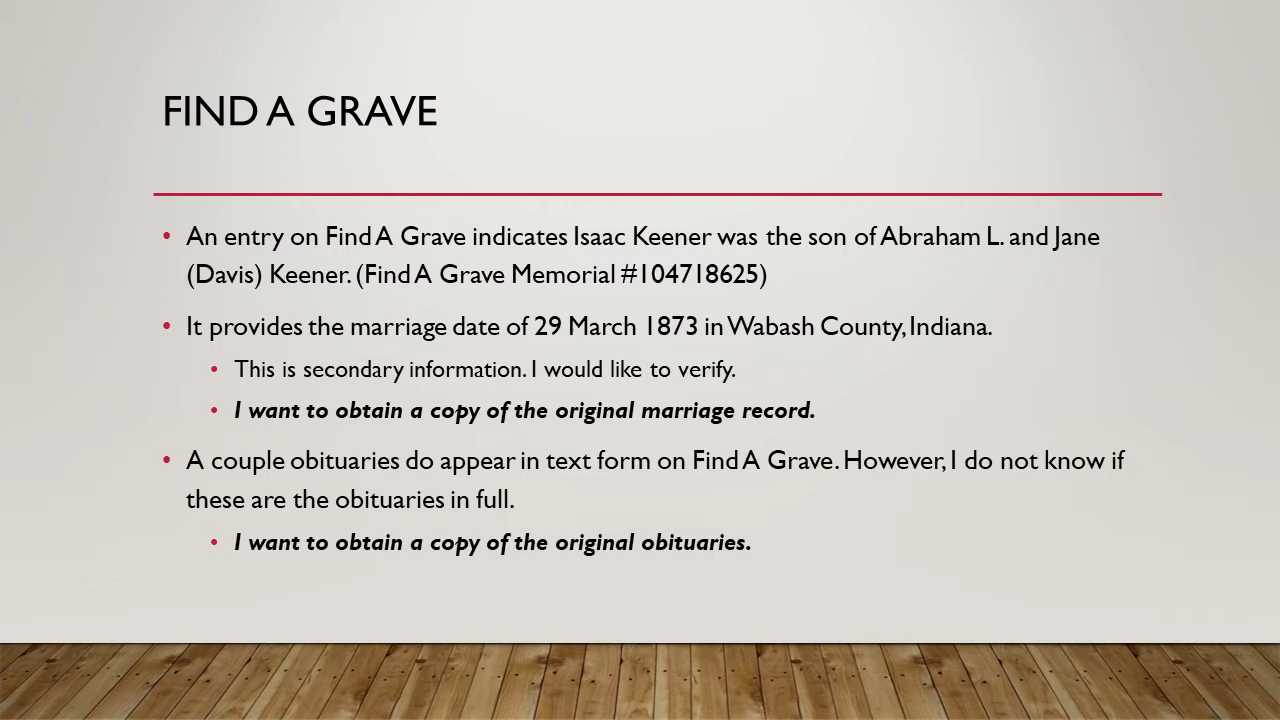 FIND A GRAVE
• An entry on Find A Grave indicates Isaac Keener was the son of Abraham L. and Jane
(Davis) Keener. (Find A Grave Memorial #104718625)
• It provides the marriage date of 29 March 1873 in Wabash County, Indiana.
• This is secondary information. I would like to verify.
• I want to obtain a copy of the original marriage record.
• A couple obituaries do appear in text form on Find A Grave. However, I do not know if
these are the obituaries in full.
• I want to obtain a copy of the original obituaries.